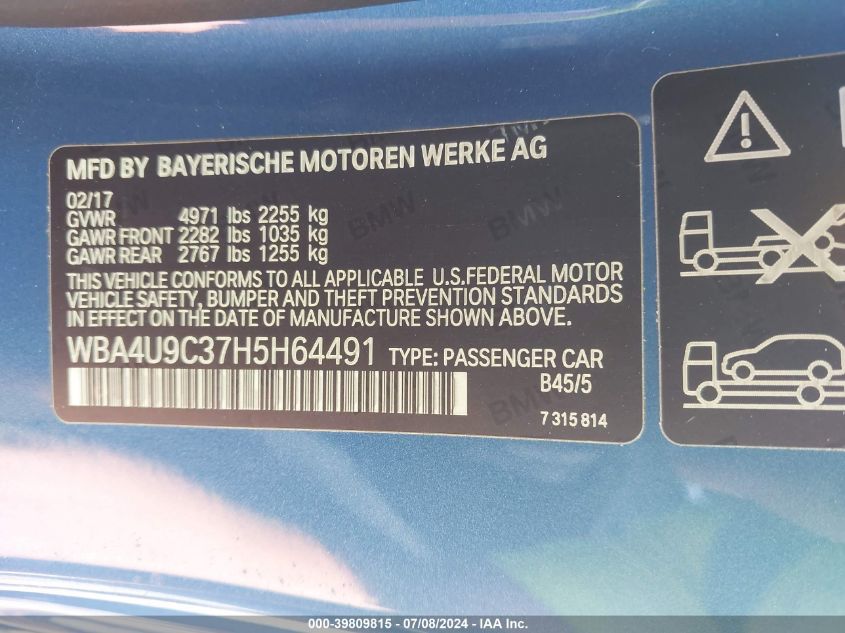 MFD BY BAYERISCHE MOTOREN WERKE AG
02/17
GVWR 4971 lbs 2255 kg
GAWR FRONT 2282 lbs 1035 kg
GAWR REAR 2767 lbs 1255 kg
THIS VEHICLE CONFORMS TO ALL APPLICABLE U.S.FEDERAL MOTOR
VEHICLE SAFETY, BUMPER AND THEFT PREVENTION STANDARDS
IN EFFECT ON THE DATE OF MANUFACTURE SHOWN ABOVE.
WBA4U9C37H5H64491 TYPE: PASSENGER CAR
B45/5
7 315 814
000-39809815 - 07/08/2024 - IAA Inc.